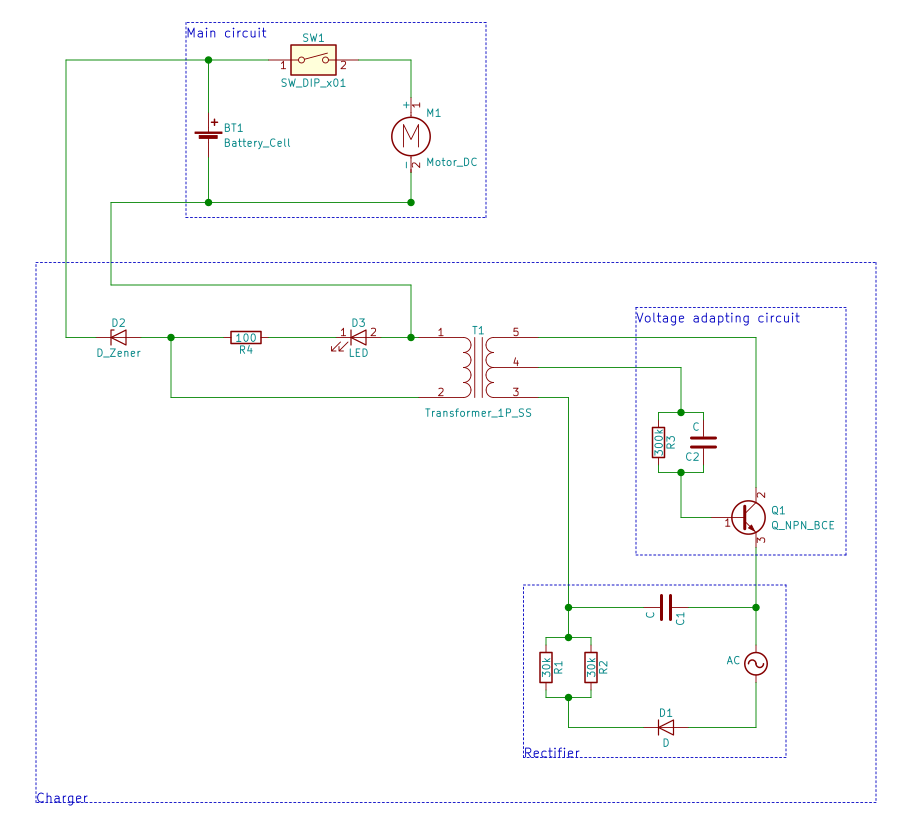 Main circuit
SW1
1
2
SW_DIP_x01
+
BT1
Battery_Cell
+
1
M1
M
-
2
Motor_DC
D2
D_Zener
100
R4
1
D3
2
LED
1
T1
5
4
2
3
Transformer_1P_SS
Voltage adapting circuit
300k
R3
C
C2
2
1
Q1
Q_NPN_BCE
3
C
C1
30k
R1
30k
R2
AC
D1
D
Rectifier
Charger